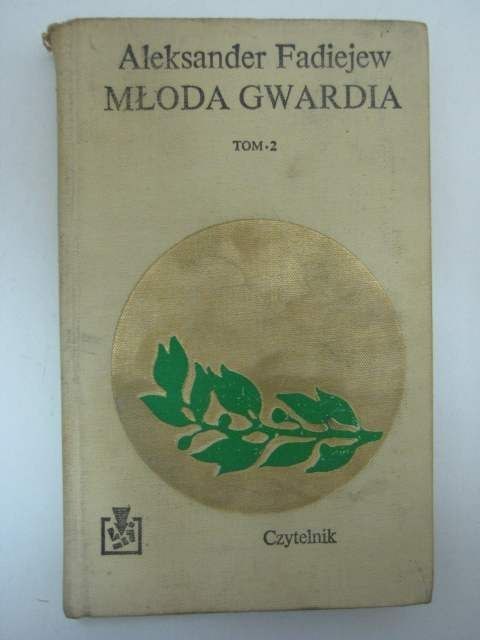 Aleksander Fadiejew
MŁODA GWARDIA
TOM•2
Czytelnik